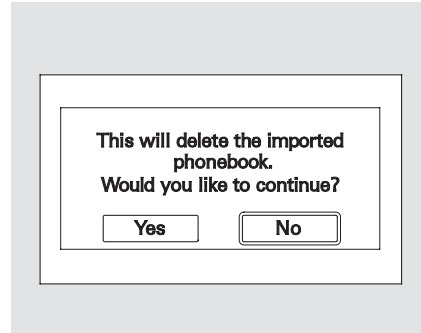 This will delete the imported
phonebook.
Would you like to continue?
Yes No